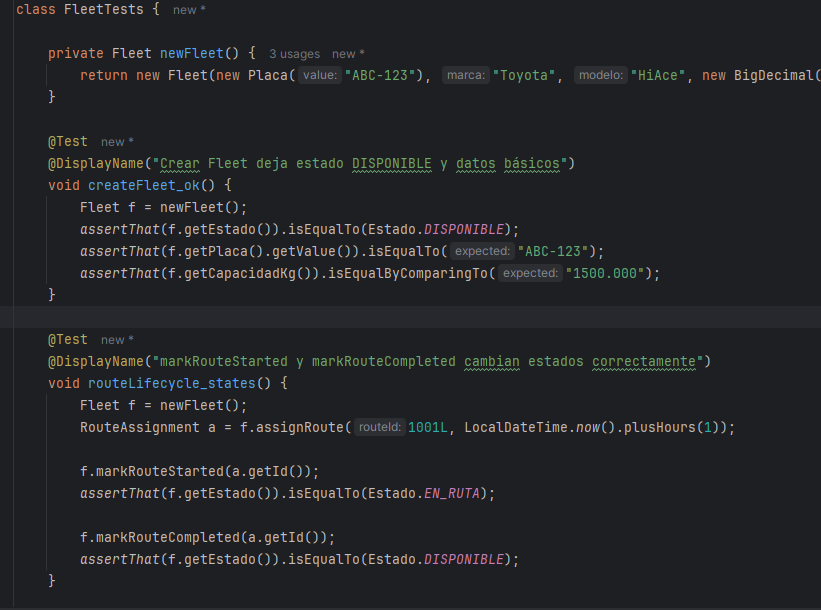 class FleetTests {   new *
    private Fleet newFleet() {   3 usages   new *
        return new Fleet(new Placa( value: "ABC-123"),  marca: "Toyota",  modelo: "HiAce", new BigDecimal(
    }
    @Test   new *
    @DisplayName("Crear Fleet deja estado DISPONIBLE y datos básicos")
    void createFleet_ok() {
        Fleet f = newFleet();
        assertThat(f.getEstado()).isEqualTo(Estado.DISPONIBLE);
        assertThat(f.getPlaca().getValue()).isEqualTo( expected: "ABC-123");
        assertThat(f.getCapacidadKg()).isEqualByComparingTo( expected: "1500.000");
    }
    @Test   new *
    @DisplayName("markRouteStarted y markRouteCompleted cambian estados correctamente")
    void routeLifecycle_states() {
        Fleet f = newFleet();
        RouteAssignment a = f.assignRoute( routeId: 1001L, LocalDateTime.now().plusHours(1));
        f.markRouteStarted(a.getId());
        assertThat(f.getEstado()).isEqualTo(Estado.EN_RUTA);
        f.markRouteCompleted(a.getId());
        assertThat(f.getEstado()).isEqualTo(Estado.DISPONIBLE);
    }